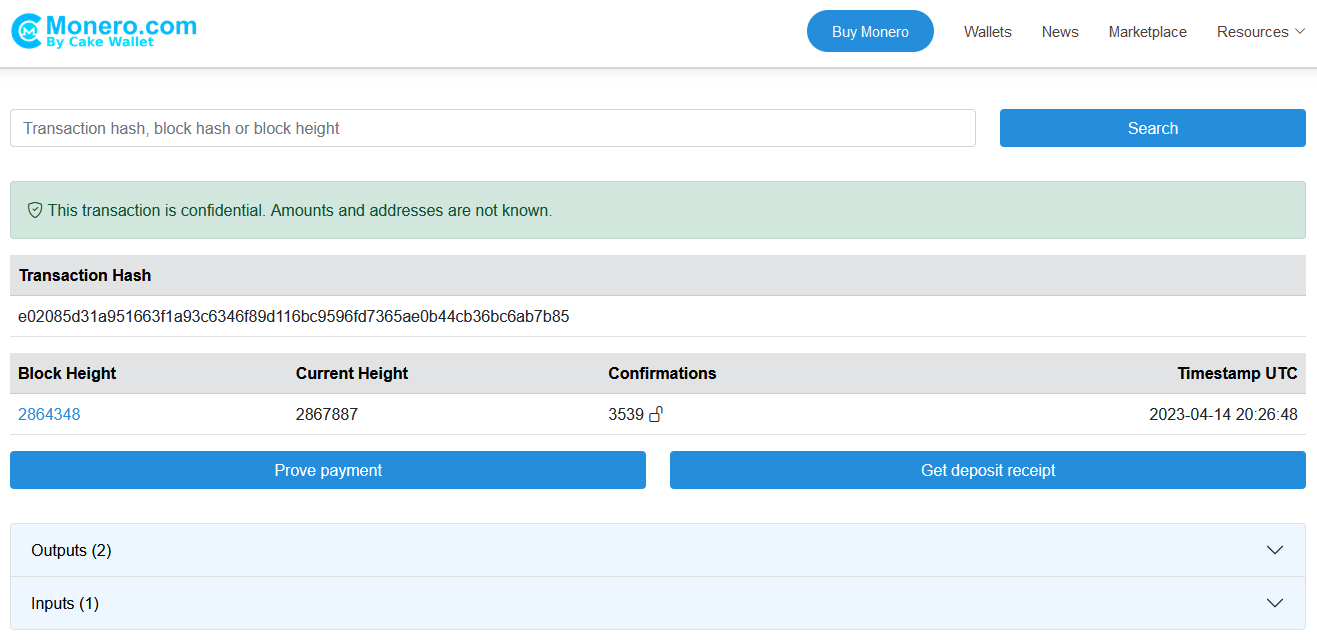 Monero.com
By Cake Wallet
Buy Monero Wallets News Marketplace Resources
Transaction hash, block hash or block height Search
This transaction is confidential. Amounts and addresses are not known.
Transaction Hash
e02085d31a951663f1a93c6346f89d116bc9596fd7365ae0b44cb36bc6ab7b85
Block Height Current Height Confirmations Timestamp UTC
2864348 2867887 3539 2023-04-14 20:26:48
Prove payment Get deposit receipt
Outputs (2)
Inputs (1)